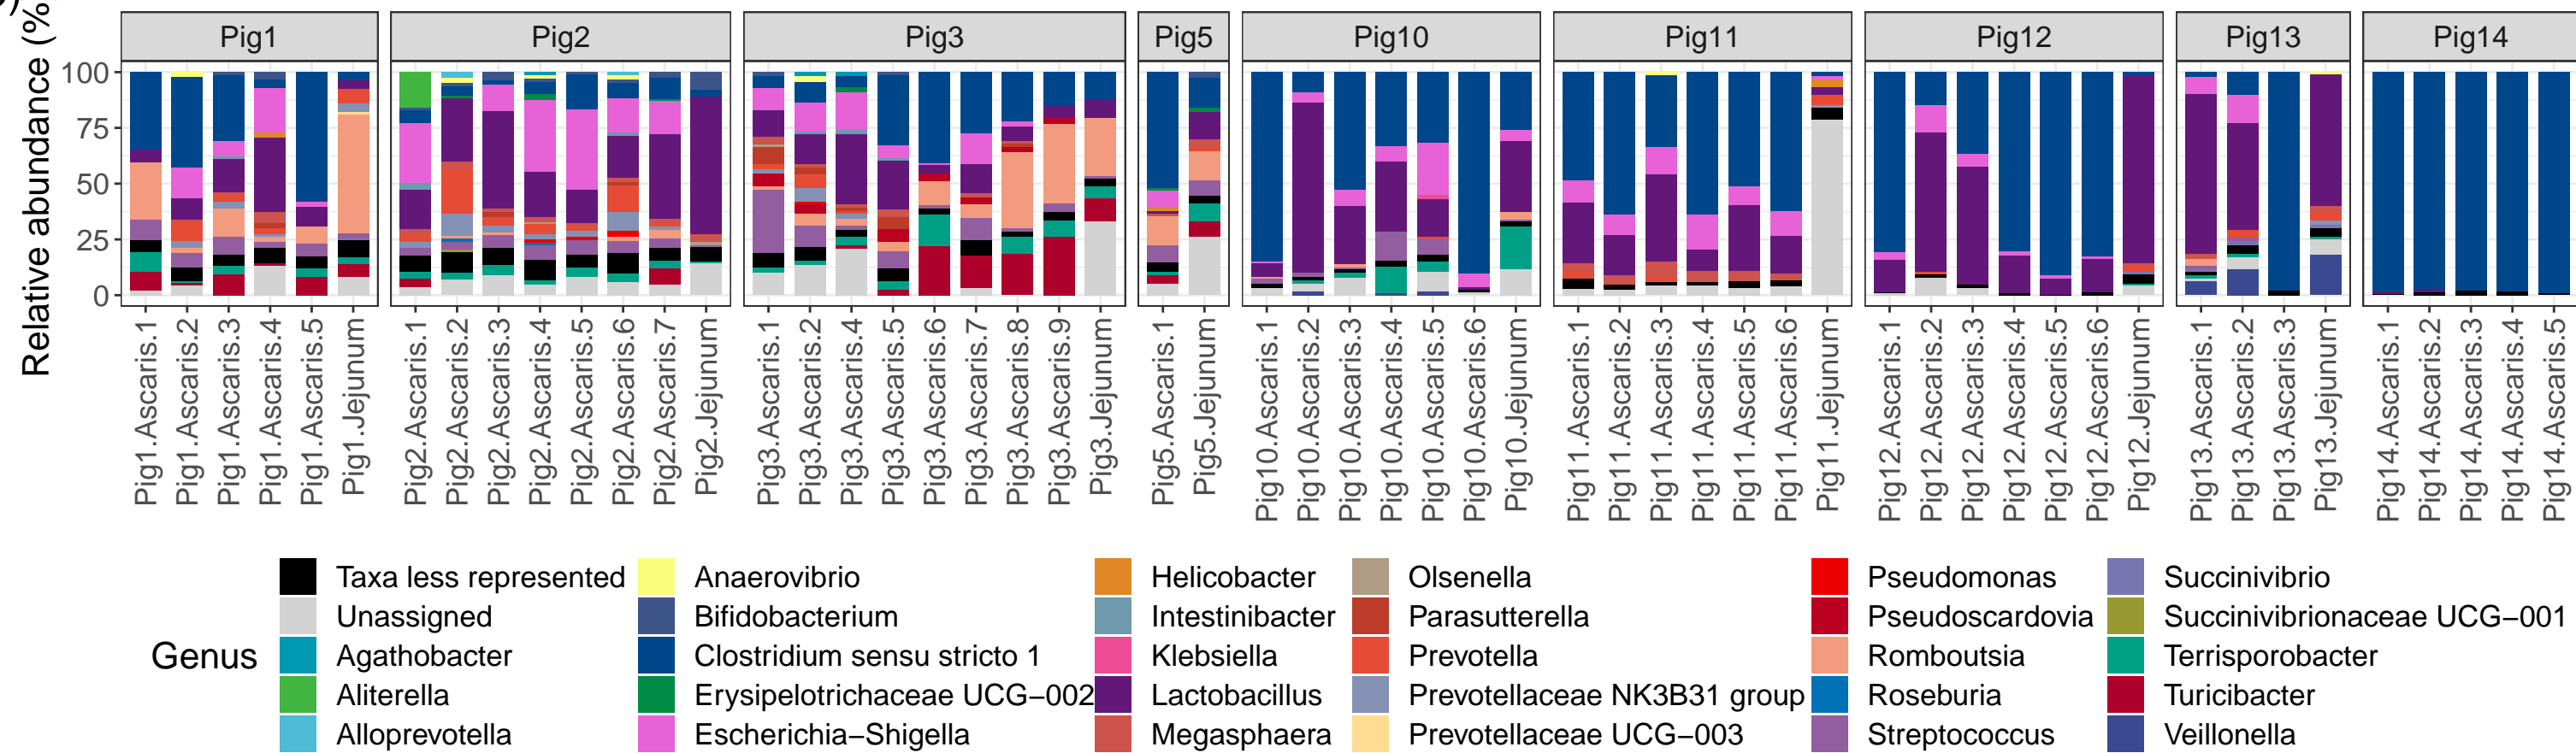 Relative abundance (%)
Pig1 Pig2 Pig3 Pig5 Pig10 Pig11 Pig12 Pig13 Pig14
100
75
50
25
0
Pig1.Ascaris.1
Pig1.Ascaris.2
Pig1.Ascaris.3
Pig1.Ascaris.4
Pig1.Ascaris.5
Pig1.Jejunum
Pig2.Ascaris.1
Pig2.Ascaris.2
Pig2.Ascaris.3
Pig2.Ascaris.4
Pig2.Ascaris.5
Pig2.Ascaris.6
Pig2.Ascaris.7
Pig2.Jejunum
Pig3.Ascaris.1
Pig3.Ascaris.2
Pig3.Ascaris.4
Pig3.Ascaris.5
Pig3.Ascaris.6
Pig3.Ascaris.7
Pig3.Ascaris.8
Pig3.Ascaris.9
Pig3.Jejunum
Pig5.Ascaris.1
Pig5.Jejunum
Pig10.Ascaris.1
Pig10.Ascaris.2
Pig10.Ascaris.3
Pig10.Ascaris.4
Pig10.Ascaris.5
Pig10.Ascaris.6
Pig10.Jejunum
Pig11.Ascaris.1
Pig11.Ascaris.2
Pig11.Ascaris.3
Pig11.Ascaris.4
Pig11.Ascaris.5
Pig11.Ascaris.6
Pig11.Jejunum
Pig12.Ascaris.1
Pig12.Ascaris.2
Pig12.Ascaris.3
Pig12.Ascaris.4
Pig12.Ascaris.5
Pig12.Ascaris.6
Pig12.Jejunum
Pig13.Ascaris.1
Pig13.Ascaris.2
Pig13.Ascaris.3
Pig13.Jejunum
Pig14.Ascaris.1
Pig14.Ascaris.2
Pig14.Ascaris.3
Pig14.Ascaris.4
Pig14.Ascaris.5
Genus
Taxa less represented
Unassigned
Agathobacter
Aliterella
Alloprevotella
Anaerovibrio
Bifidobacterium
Clostridium sensu stricto 1
Erysipelotrichaceae UCG−002
Escherichia−Shigella
Helicobacter
Intestinibacter
Klebsiella
Lactobacillus
Megasphaera
Olsenella
Parasutterella
Prevotella
Prevotellaceae NK3B31 group
Prevotellaceae UCG−003
Pseudomonas
Pseudoscardovia
Romboutsia
Roseburia
Streptococcus
Succinivibrio
Succinivibrionaceae UCG−001
Terrisporobacter
Turicibacter
Veillonella